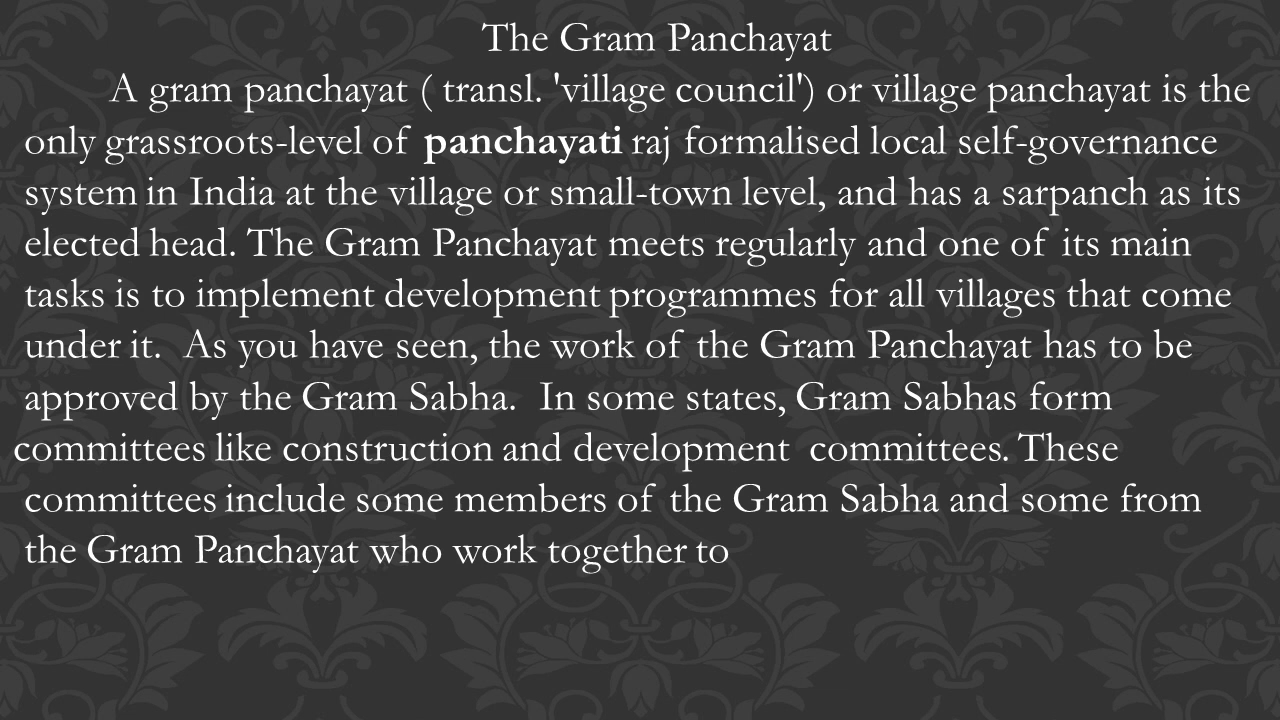 The Gram Panchayat
A gram panchayat ( transl. 'village council') or village panchayat is the
only grassroots-level of panchayati raj formalised local self-governance
system in India at the village or small-town level, and has a sarpanch as its
elected head. The Gram Panchayat meets regularly and one of its main
tasks is to implement development programmes for all villages that come
under it. As you have seen, the work of the Gram Panchayat has to be
approved by the Gram Sabha. In some states, Gram Sabhas form
committees like construction and development committees. These
committees include some members of the Gram Sabha and some from
the Gram Panchayat who work together to